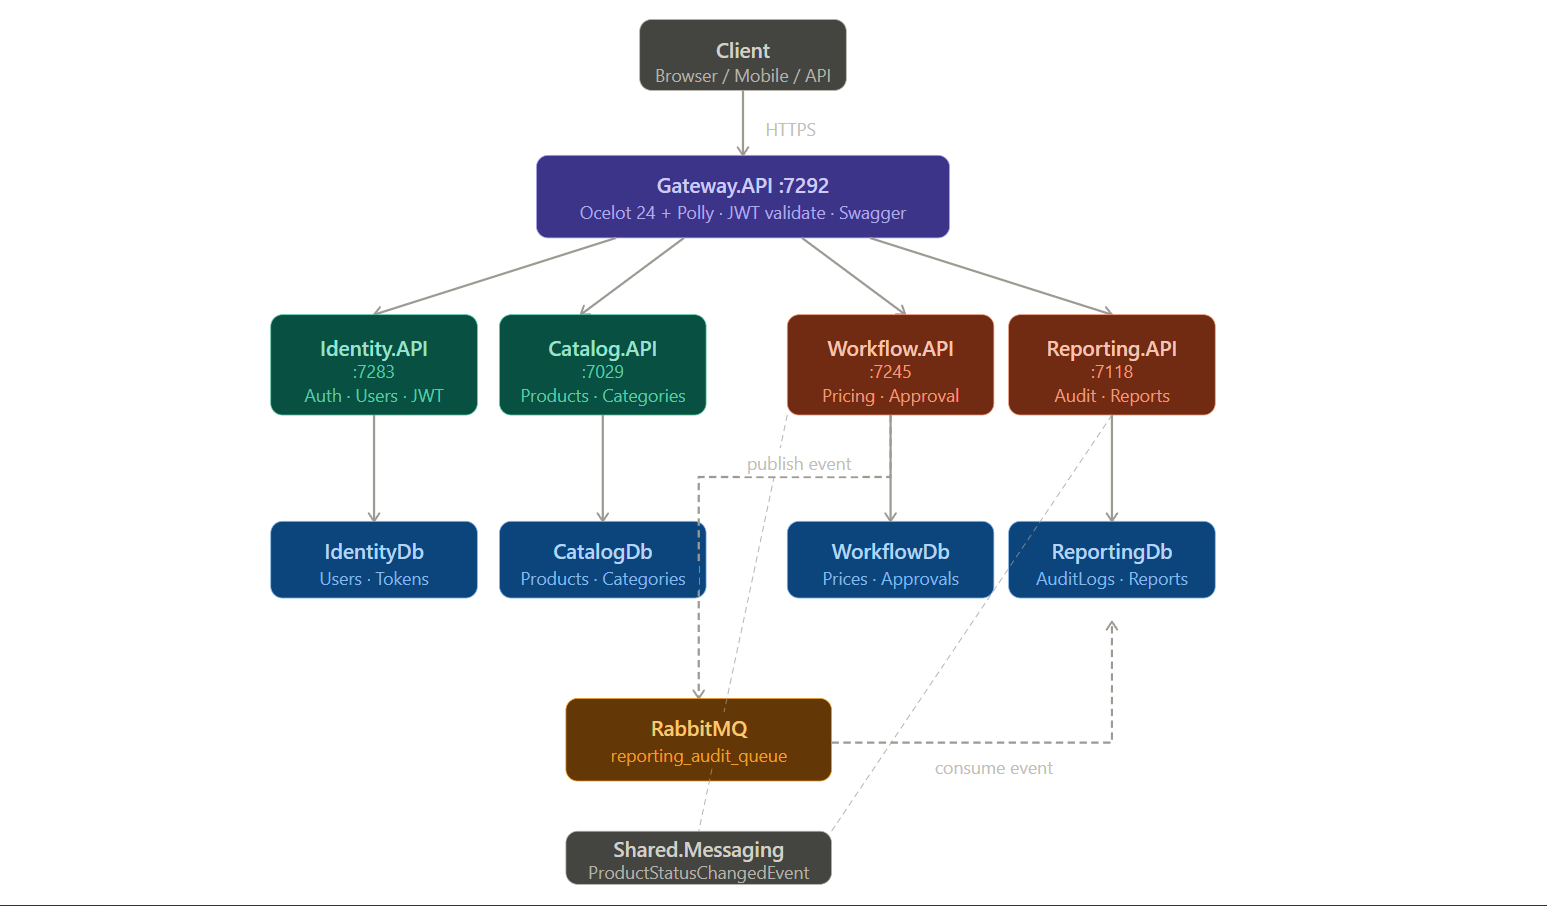 Client
Browser / Mobile / API
HTTPS
Gateway.API :7292
Ocelot 24 + Polly · JWT validate · Swagger
Identity.API
:7283
Auth · Users · JWT
Catalog.API
:7029
Products · Categories
Workflow.API
:7245
Pricing · Approval
Reporting.API
:7118
Audit · Reports
publish event
IdentityDb
Users · Tokens
CatalogDb
Products · Categories
WorkflowDb
Prices · Approvals
ReportingDb
AuditLogs · Reports
RabbitMQ
reporting_audit_queue
consume event
Shared.Messaging
ProductStatusChangedEvent